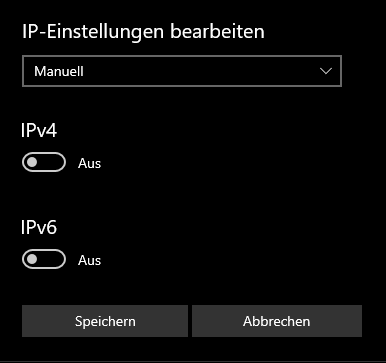 IP-Einstellungen bearbeiten
Manuell
IPv4
Aus
IPv6
Aus
Speichern Abbrechen